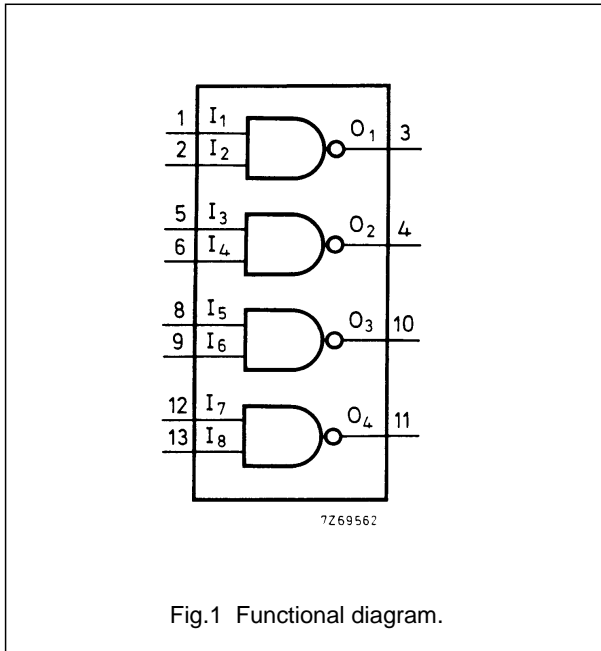 1 I1 O1 3
2 I2
5 I3 O2 4
6 I4
8 I5 O3 10
9 I6
12 I7 O4 11
13 I8
7Z69562
Fig.1 Functional diagram.